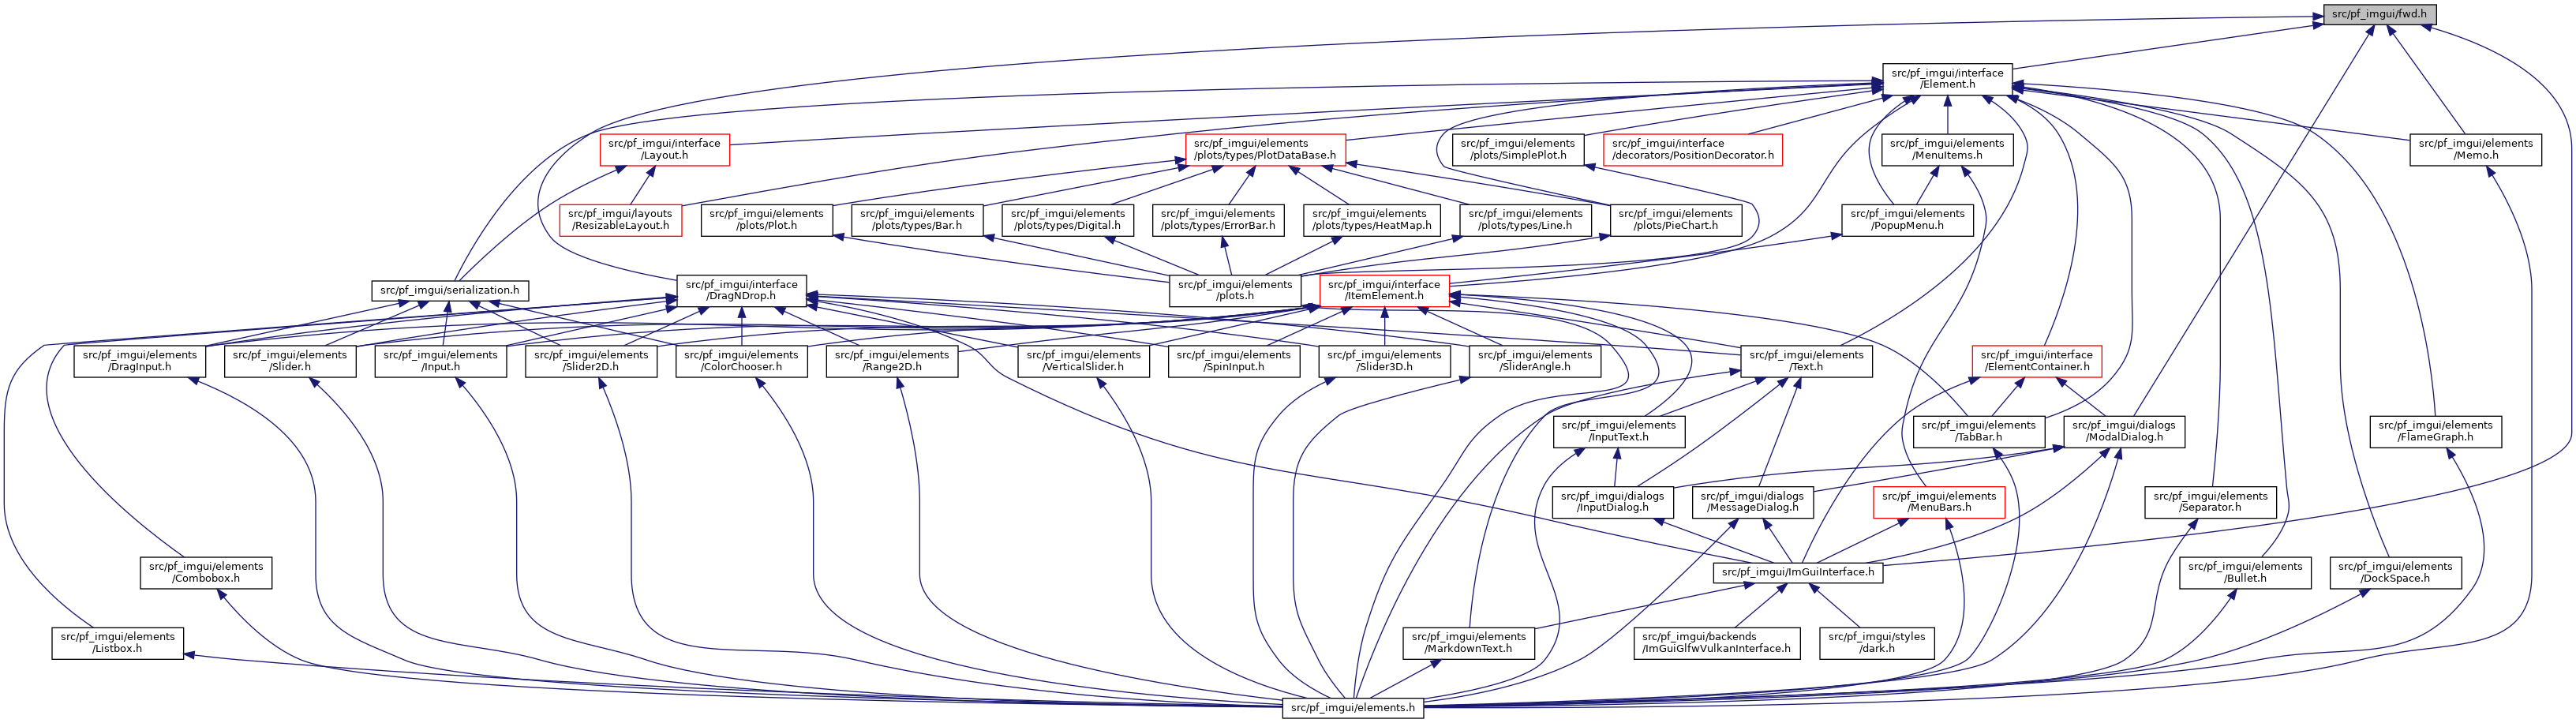 src/pf_imgui/fwd.h
src/pf_imgui/interface
/Element.h
src/pf_imgui/interface
/Layout.h
src/pf_imgui/elements
/plots/types/PlotDataBase.h
src/pf_imgui/elements
/plots/SimplePlot.h
src/pf_imgui/interface
/decorators/PositionDecorator.h
src/pf_imgui/elements
/MenuItems.h
src/pf_imgui/elements
/Memo.h
src/pf_imgui/layouts
/ResizableLayout.h
src/pf_imgui/elements
/plots/Plot.h
src/pf_imgui/elements
/plots/types/Bar.h
src/pf_imgui/elements
/plots/types/Digital.h
src/pf_imgui/elements
/plots/types/ErrorBar.h
src/pf_imgui/elements
/plots/types/HeatMap.h
src/pf_imgui/elements
/plots/types/Line.h
src/pf_imgui/elements
/plots/PieChart.h
src/pf_imgui/elements
/PopupMenu.h
src/pf_imgui/serialization.h
src/pf_imgui/interface
/DragNDrop.h
src/pf_imgui/elements
/plots.h
src/pf_imgui/interface
/ItemElement.h
src/pf_imgui/elements
/DragInput.h
src/pf_imgui/elements
/Slider.h
src/pf_imgui/elements
/Input.h
src/pf_imgui/elements
/Slider2D.h
src/pf_imgui/elements
/ColorChooser.h
src/pf_imgui/elements
/Range2D.h
src/pf_imgui/elements
/VerticalSlider.h
src/pf_imgui/elements
/SpinInput.h
src/pf_imgui/elements
/Slider3D.h
src/pf_imgui/elements
/SliderAngle.h
src/pf_imgui/elements
/Text.h
src/pf_imgui/interface
/ElementContainer.h
src/pf_imgui/elements
/InputText.h
src/pf_imgui/elements
/TabBar.h
src/pf_imgui/dialogs
/ModalDialog.h
src/pf_imgui/elements
/FlameGraph.h
src/pf_imgui/dialogs
/InputDialog.h
src/pf_imgui/dialogs
/MessageDialog.h
src/pf_imgui/elements
/MenuBars.h
src/pf_imgui/elements
/Separator.h
src/pf_imgui/elements
/Combobox.h
src/pf_imgui/ImGuiInterface.h
src/pf_imgui/elements
/Bullet.h
src/pf_imgui/elements
/DockSpace.h
src/pf_imgui/elements
/Listbox.h
src/pf_imgui/elements
/MarkdownText.h
src/pf_imgui/backends
/ImGuiGlfwVulkanInterface.h
src/pf_imgui/styles
/dark.h
src/pf_imgui/elements.h